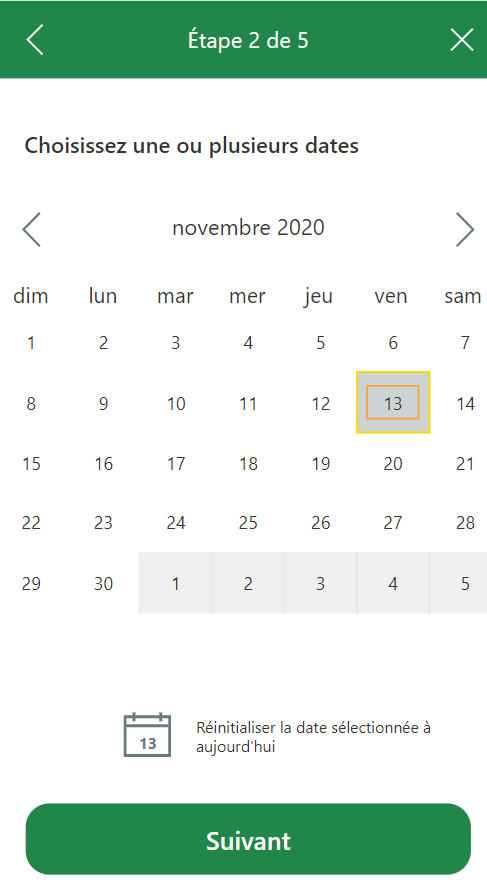 Étape 2 de 5
Choisissez une ou plusieurs dates
novembre 2020
dim lun mar mer jeu ven sam
1 2 3 4 5 6 7
8 9 10 11 12 13 14
15 16 17 18 19 20 21
22 23 24 25 26 27 28
29 30 1 2 3 4 5
13
Réinitialiser la date sélectionnée à
aujourd'hui
Suivant